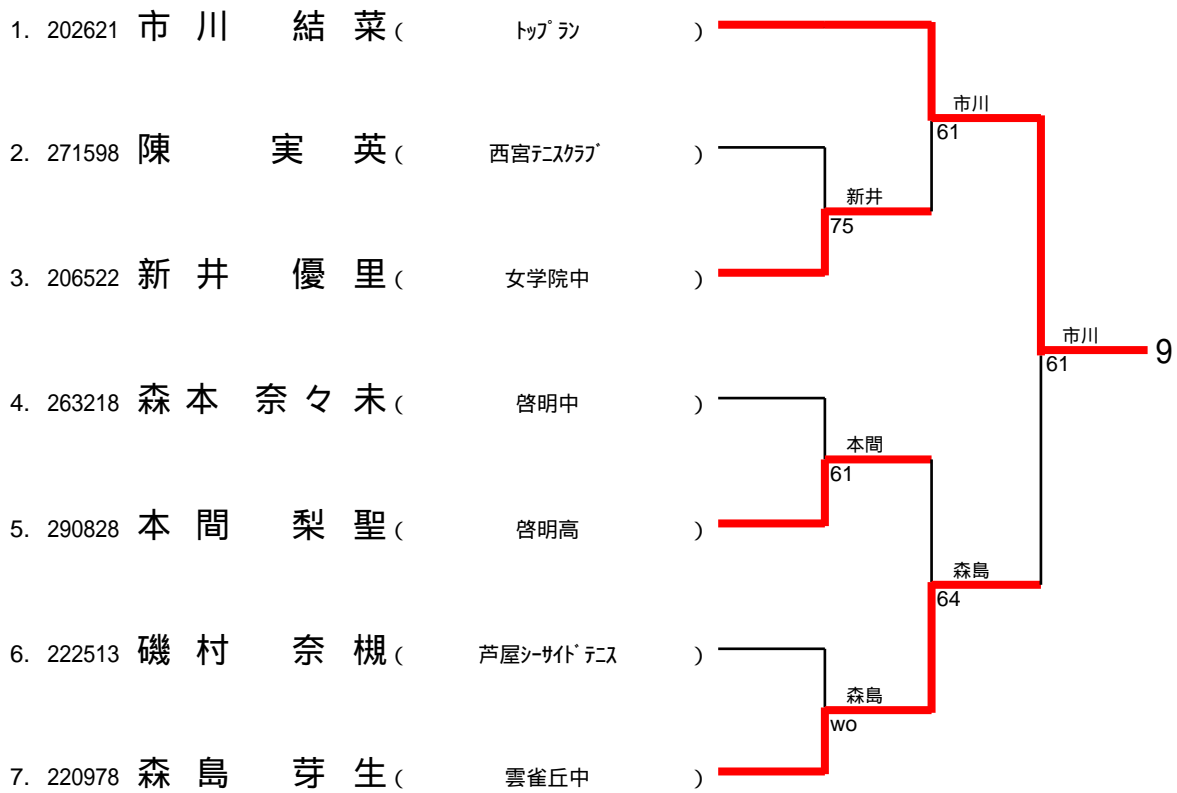 1. 202621 市川 結菜 ( トップラン )
市川
61
2. 271598 陳 実英 ( 西宮テニスクラブ )
新井
75
3. 206522 新井 優里 ( 女学院中 )
市川
61
9
4. 263218 森本 奈々未 ( 啓明中 )
本間
61
5. 290828 本間 梨聖 ( 啓明高 )
森島
64
6. 222513 磯村 奈槻 ( 芦屋シーサイドテニス )
森島
wo
7. 220978 森島 芽生 ( 雲雀丘中 )